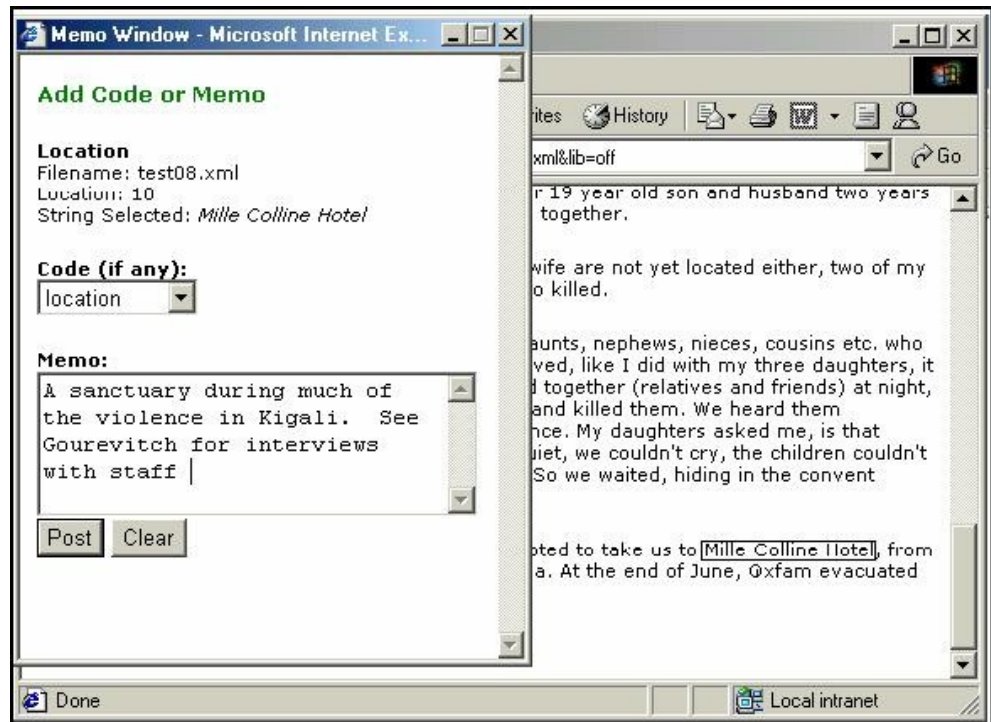 Memo Window - Microsoft Internet Ex...
Add Code or Memo
Location
Filename: test08.xml
Location: 10
String Selected: Mille Colline Hotel
Code (if any):
location
Memo:
A sanctuary during much of
the violence in Kigali. See
Gourevitch for interviews
with staff
Post Clear
ites History
xml&lib=off Go
r 19 year old son and husband two years
together.
wife are not yet located either, two of my
o killed.
aunts, nephews, nieces, cousins etc. who
ved, like I did with my three daughters, it
d together (relatives and friends) at night,
and killed them. We heard them
nce. My daughters asked me, is that
uiet, we couldn't cry, the children couldn't
So we waited, hiding in the convent
pted to take us to Mille Colline Hotel, from
a. At the end of June, Oxfam evacuated
Done Local intranet